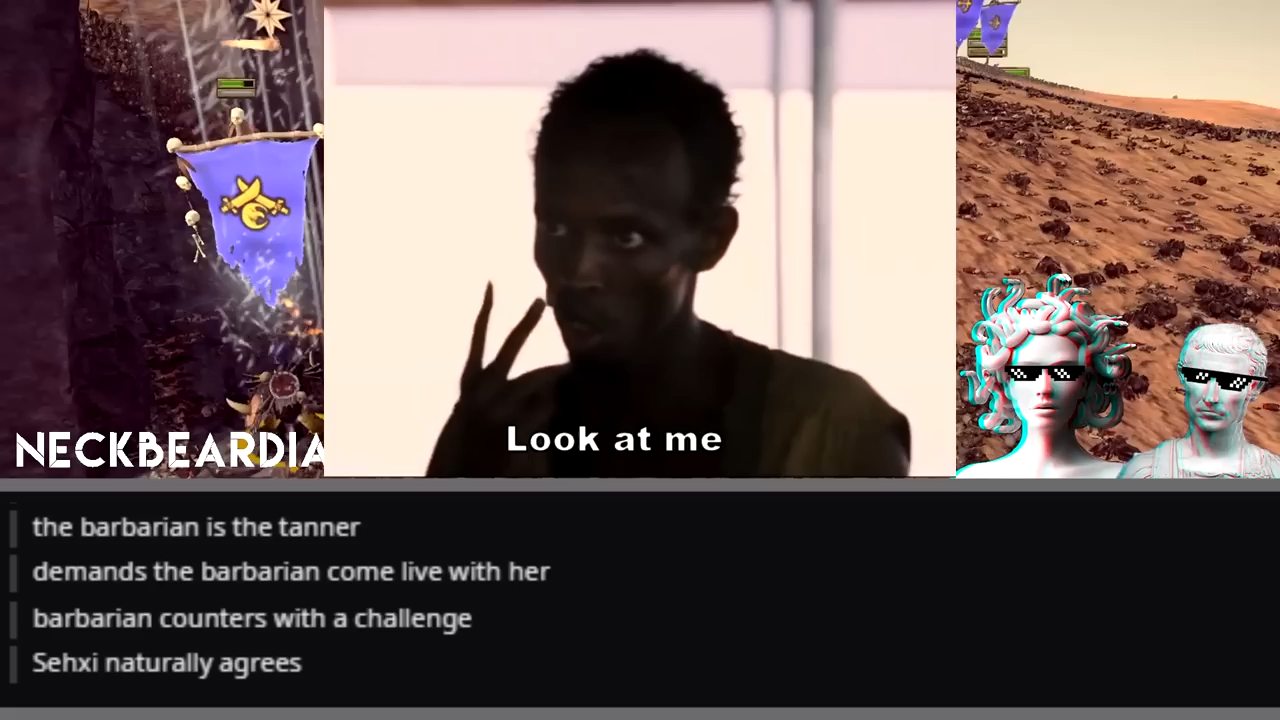 Look at me
NECKBEARDIA
the barbarian is the tanner
demands the barbarian come live with her
barbarian counters with a challenge
Sehxi naturally agrees